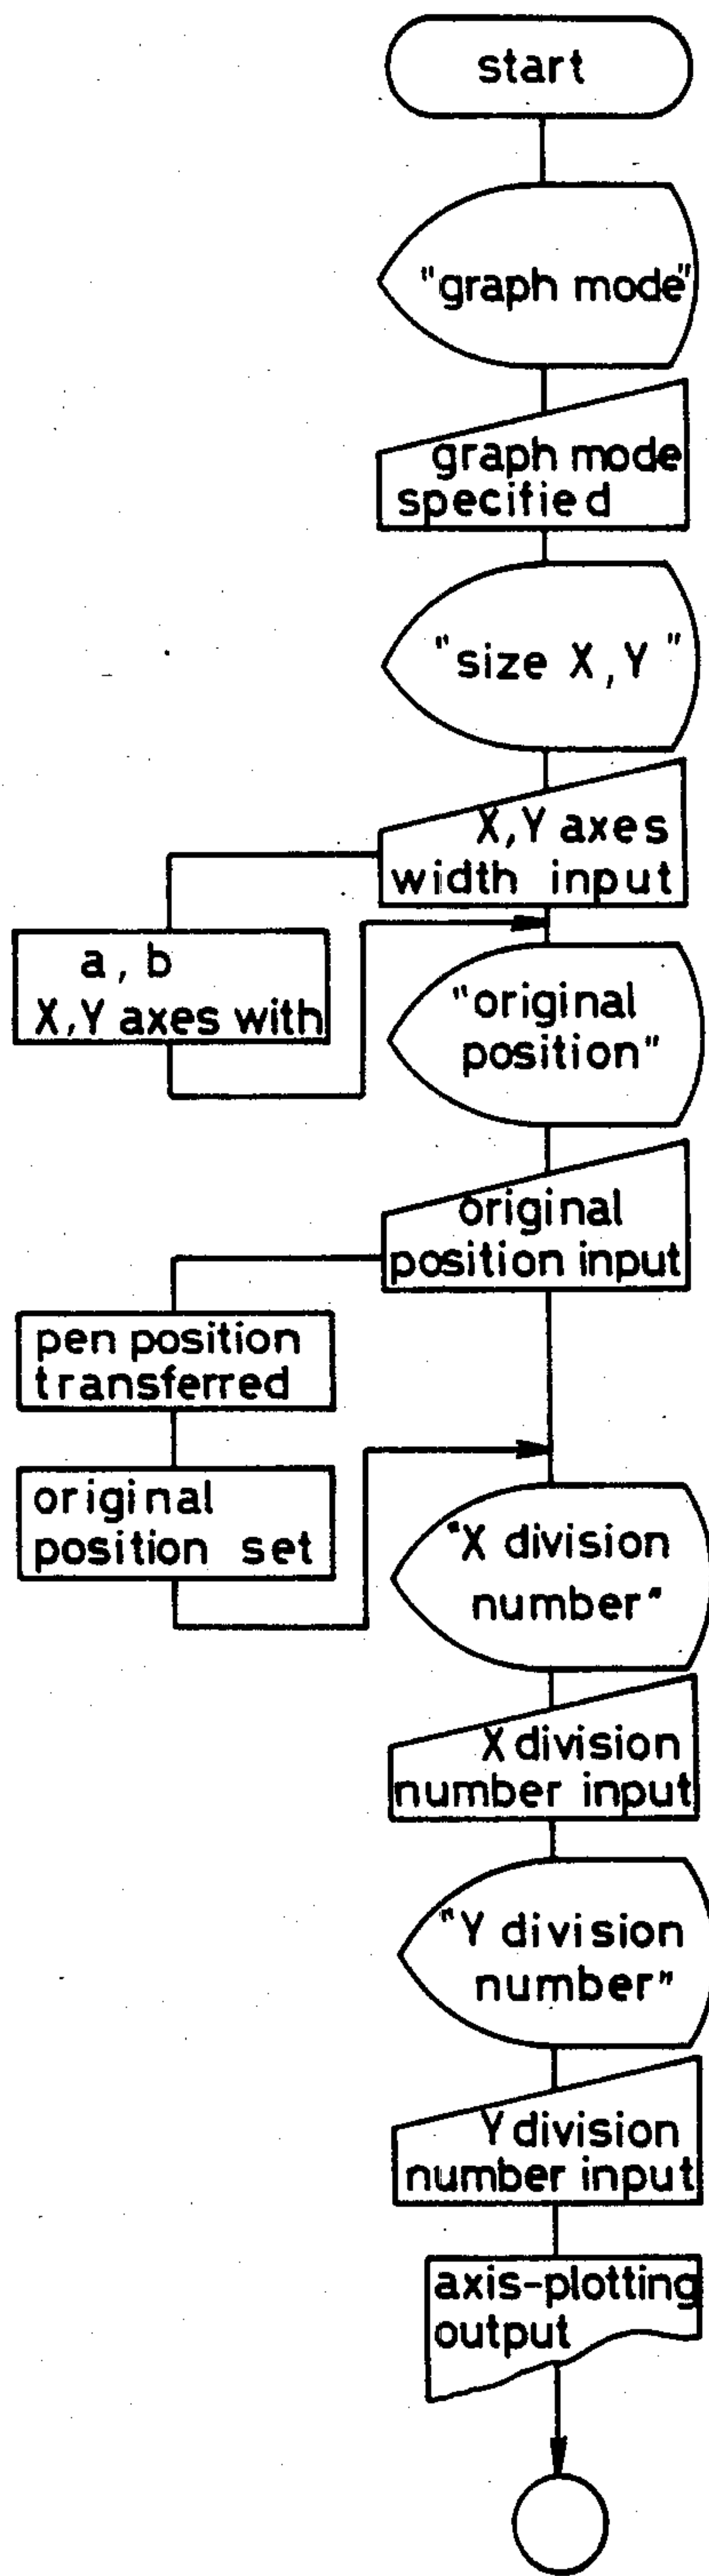 start
"graph mode"
graph mode
specified
"size X, Y "
X, Y axes
width input
a, b
X, Y axes with
"original
position"
original
position input
pen position
transferred
original
position set
"X division
number"
X division
number input
"Y division
number"
Y division
number input
axis-plotting
output